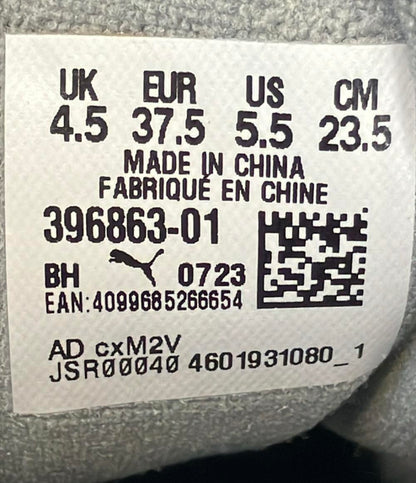 UK EUR US CM
4.5 37.5 5.5 23.5
MADE IN CHINA
FABRIQUÉ EN CHINE
396863-01
BH 0723
EAN:4099685266654
AD cxM2V
JSR00040 4601931080_1